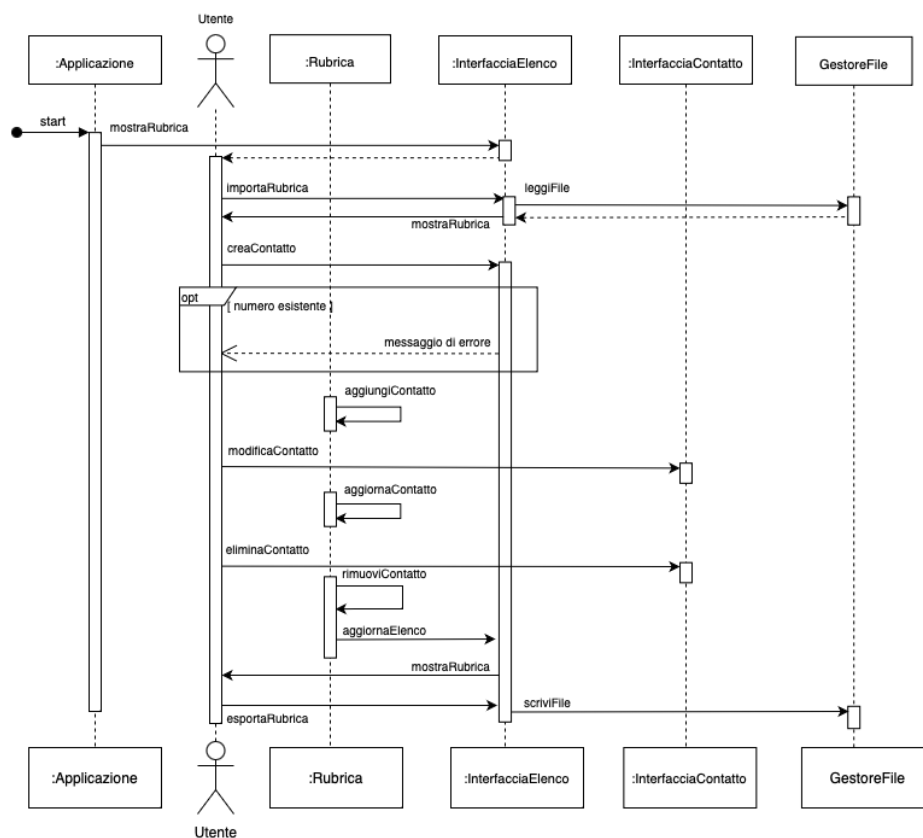 Utente
:Applicazione
:Rubrica
:InterfacciaElenco
:InterfacciaContatto
GestoreFile
start
mostraRubrica
importaRubrica
leggiFile
mostraRubrica
creaContatto
opt
[ numero esistente ]
messaggio di errore
aggiungiContatto
modificaContatto
aggiornaContatto
eliminaContatto
rimuoviContatto
aggiornaElenco
mostraRubrica
esportaRubrica
scriviFile
:Applicazione
:Rubrica
:InterfacciaElenco
:InterfacciaContatto
GestoreFile
Utente